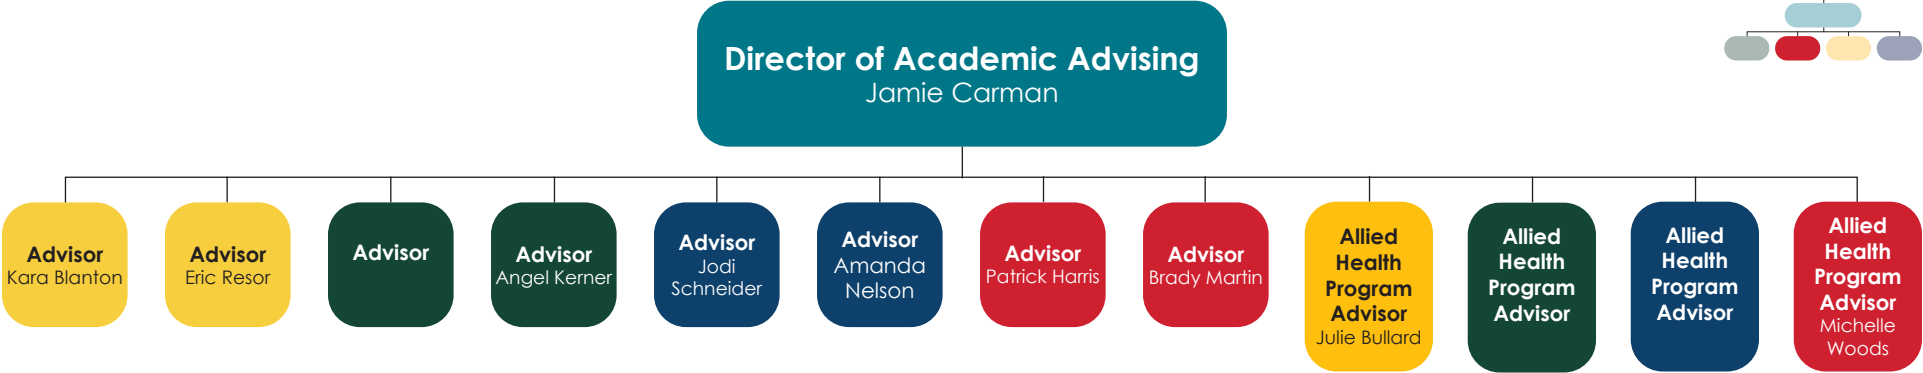 Director of Academic Advising
Jamie Carman
Advisor
Kara Blanton
Advisor
Eric Resor
Advisor
Advisor
Angel Kerner
Advisor
Jodi
Schneider
Advisor
Amanda
Nelson
Advisor
Patrick Harris
Advisor
Brady Martin
Allied
Health
Program
Advisor
Julie Bullard
Allied
Health
Program
Advisor
Allied
Health
Program
Advisor
Allied
Health
Program
Advisor
Michelle
Woods